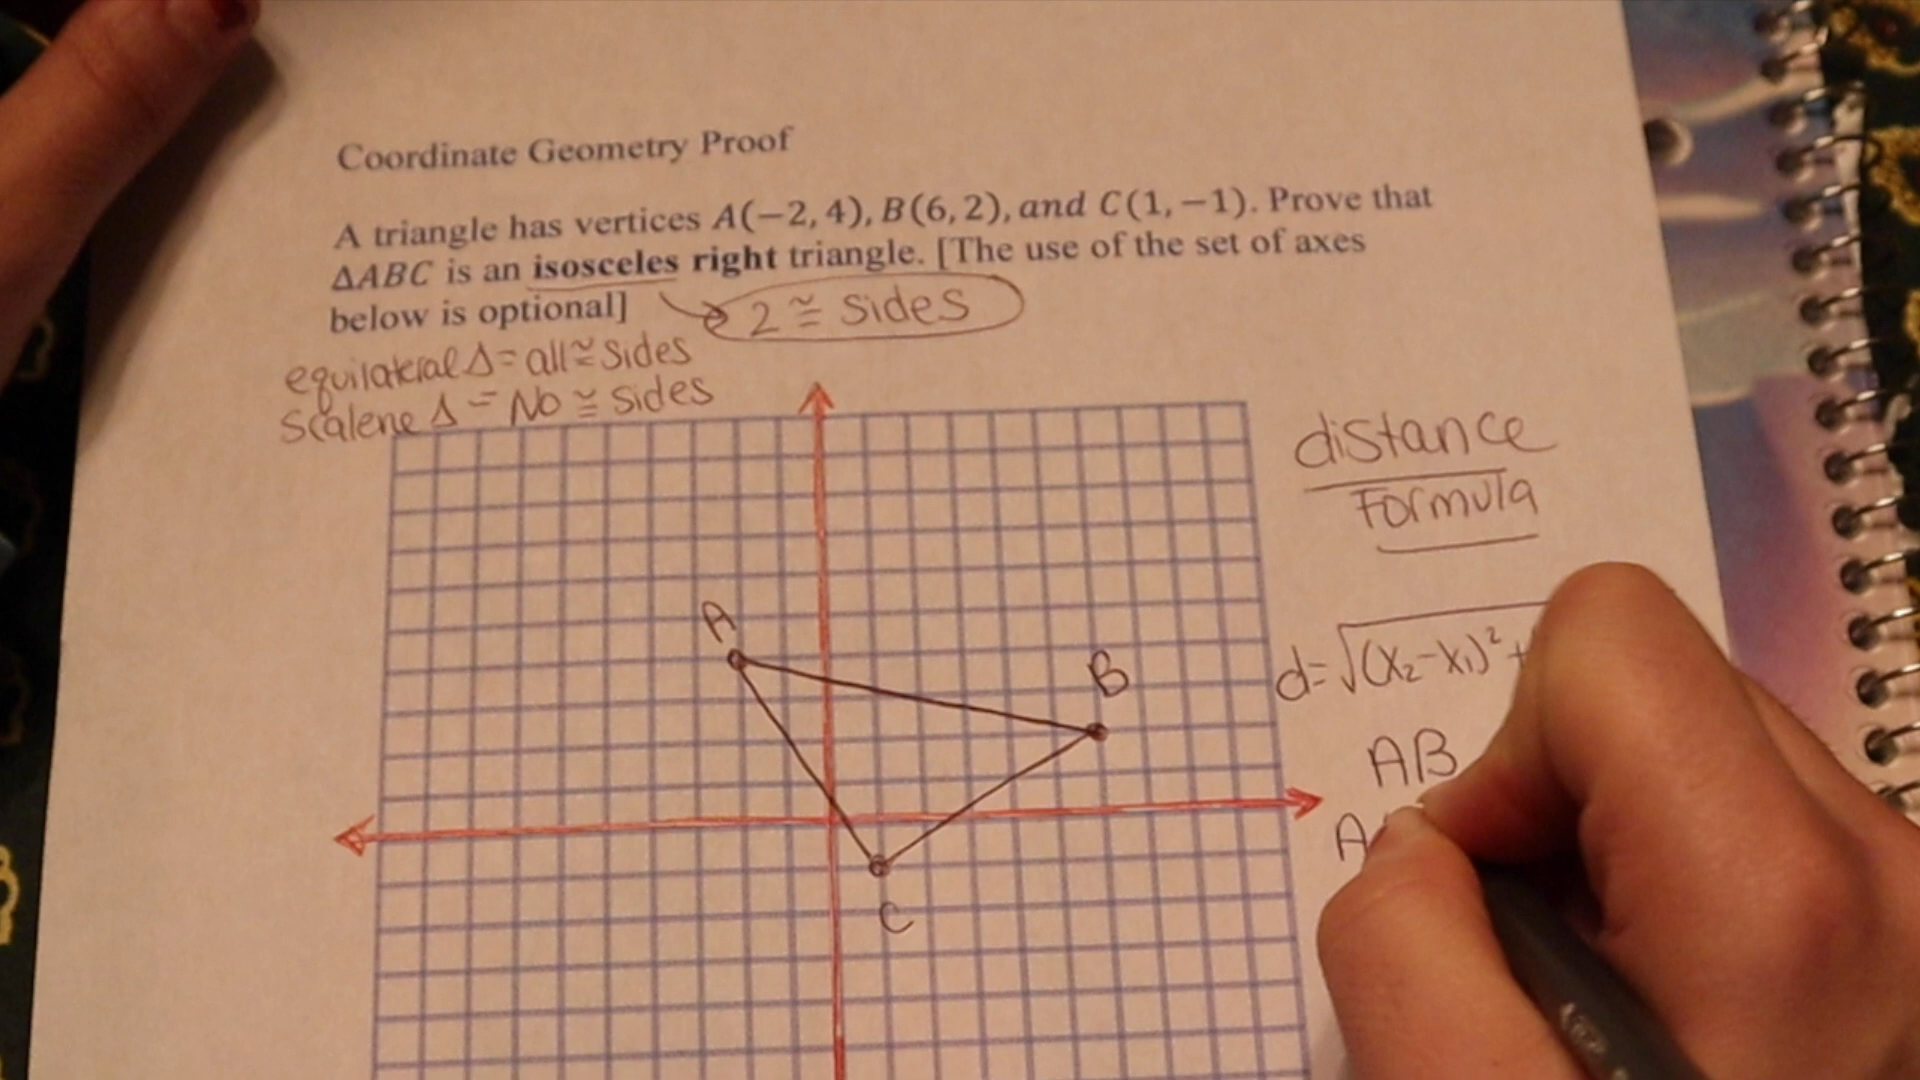 Coordinate Geometry Proof
A triangle has vertices A(−2, 4), B(6, 2), and C(1, −1). Prove that
ΔABC is an isosceles right triangle. [The use of the set of axes
below is optional]
2 ≅ sides
equilateral Δ = all ≅ sides
Scalene Δ = No ≅ sides
distance
Formula
A
B
C
d=√(x₂-x₁)²+
AB
A